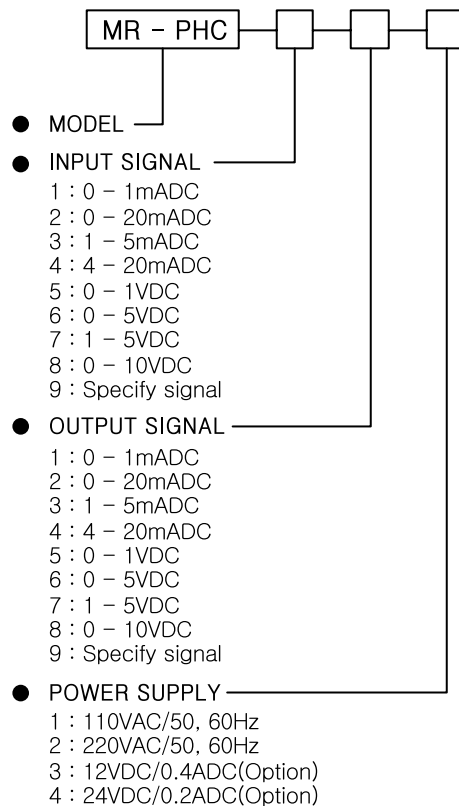 MR - PHC
● MODEL
● INPUT SIGNAL
1 : 0 - 1mADC
2 : 0 - 20mADC
3 : 1 - 5mADC
4 : 4 - 20mADC
5 : 0 - 1VDC
6 : 0 - 5VDC
7 : 1 - 5VDC
8 : 0 - 10VDC
9 : Specify signal
● OUTPUT SIGNAL
1 : 0 - 1mADC
2 : 0 - 20mADC
3 : 1 - 5mADC
4 : 4 - 20mADC
5 : 0 - 1VDC
6 : 0 - 5VDC
7 : 1 - 5VDC
8 : 0 - 10VDC
9 : Specify signal
● POWER SUPPLY
1 : 110VAC/50, 60Hz
2 : 220VAC/50, 60Hz
3 : 12VDC/0.4ADC(Option)
4 : 24VDC/0.2ADC(Option)